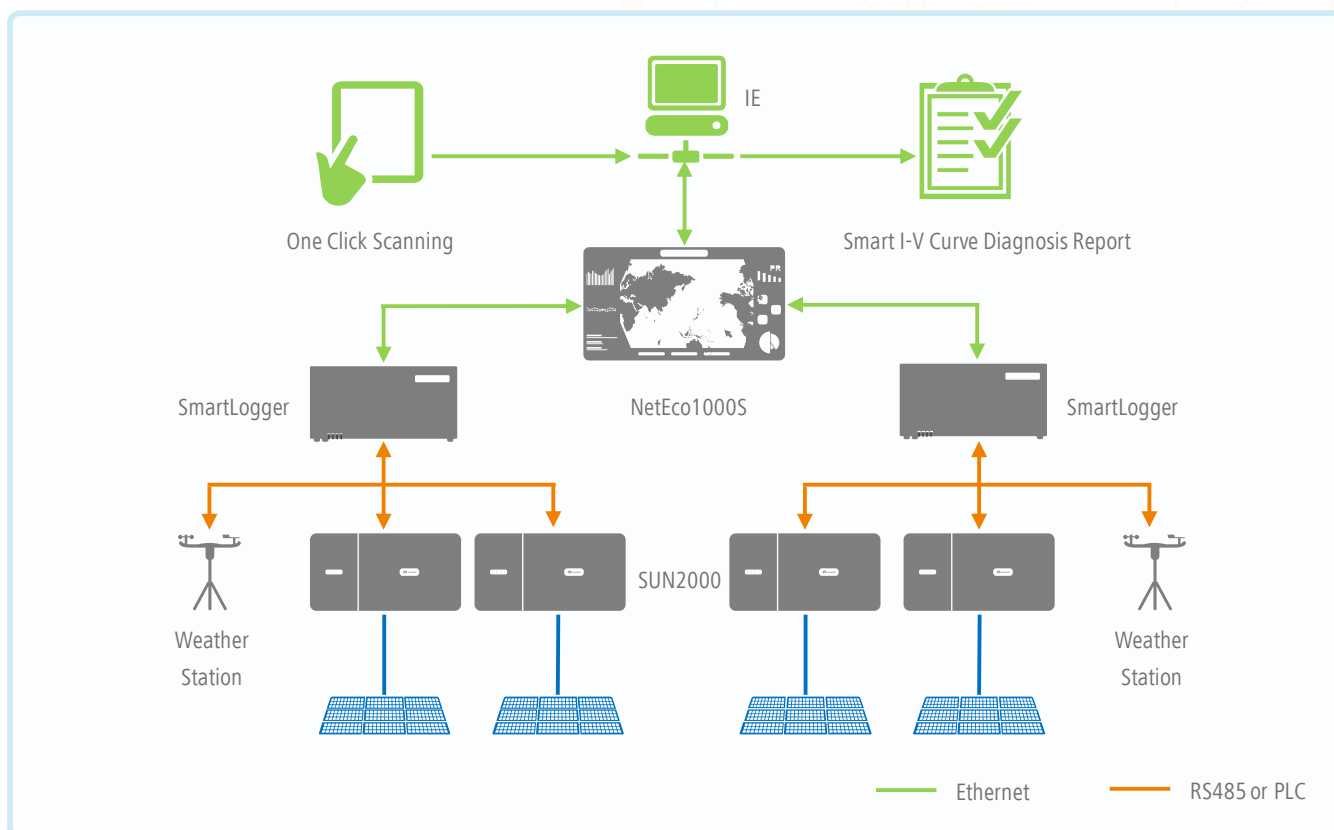 IE
One Click Scanning
Smart I-V Curve Diagnosis Report
PR
SmartLogger
NetEco1000S
SmartLogger
SUN2000
Weather
Station
Weather
Station
Ethernet
RS485 or PLC